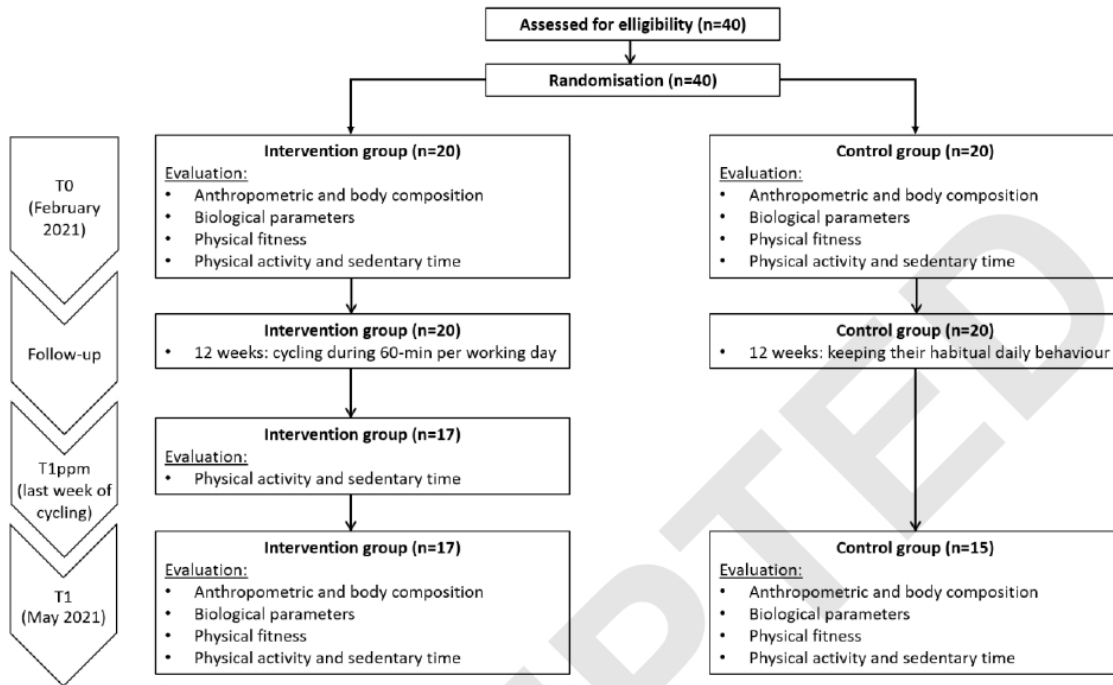 Assessed for elligibility (n=40)
Randomisation (n=40)
T0
(February
2021)
Intervention group (n=20)
Evaluation:
• Anthropometric and body composition
• Biological parameters
• Physical fitness
• Physical activity and sedentary time
Control group (n=20)
Evaluation:
• Anthropometric and body composition
• Biological parameters
• Physical fitness
• Physical activity and sedentary time
Follow-up
Intervention group (n=20)
• 12 weeks: cycling during 60-min per working day
Control group (n=20)
• 12 weeks: keeping their habitual daily behaviour
T1ppm
(last week of
cycling)
Intervention group (n=17)
Evaluation:
• Physical activity and sedentary time
T1
(May 2021)
Intervention group (n=17)
Evaluation:
• Anthropometric and body composition
• Biological parameters
• Physical fitness
• Physical activity and sedentary time
Control group (n=15)
Evaluation:
• Anthropometric and body composition
• Biological parameters
• Physical fitness
• Physical activity and sedentary time
PTED